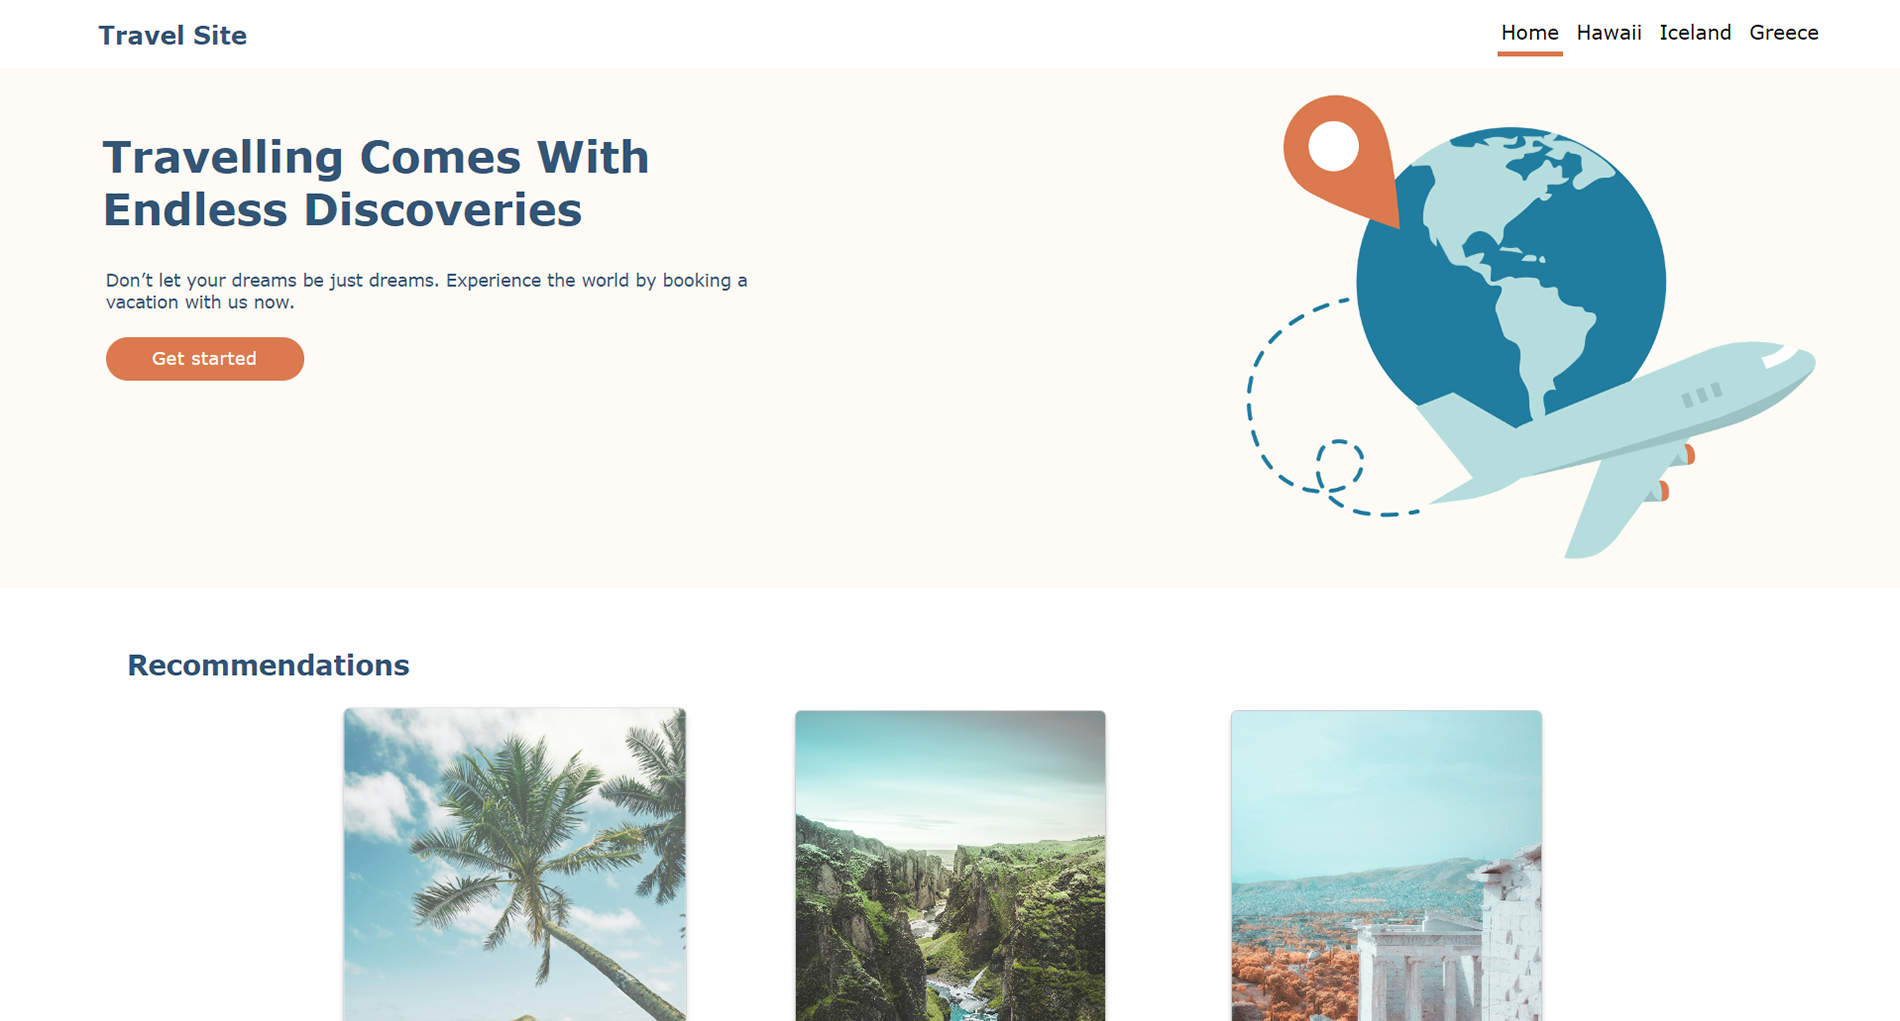 Travel Site
Home Hawaii Iceland Greece
Travelling Comes With
Endless Discoveries
Don’t let your dreams be just dreams. Experience the world by booking a
vacation with us now.
Get started
Recommendations